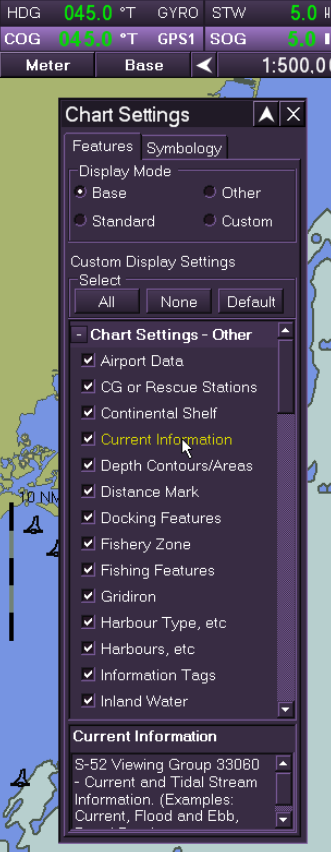 HDG 045.0 °T GYRO STW 5.0
COG 045.0 °T GPS1 SOG 5.0
Meter Base 1:500,0
Chart Settings
Features Symbology
Display Mode
Base Other
Standard Custom
Custom Display Settings
Select
All None Default
- Chart Settings - Other
Airport Data
CG or Rescue Stations
Continental Shelf
Current Information
Depth Contours/Areas
Distance Mark
Docking Features
Fishery Zone
Fishing Features
Gridiron
Harbour Type, etc
Harbours, etc
Information Tags
Inland Water
10 NM
Current Information
S-52 Viewing Group 33060
- Current and Tidal Stream
Information. (Examples:
Current, Flood and Ebb,